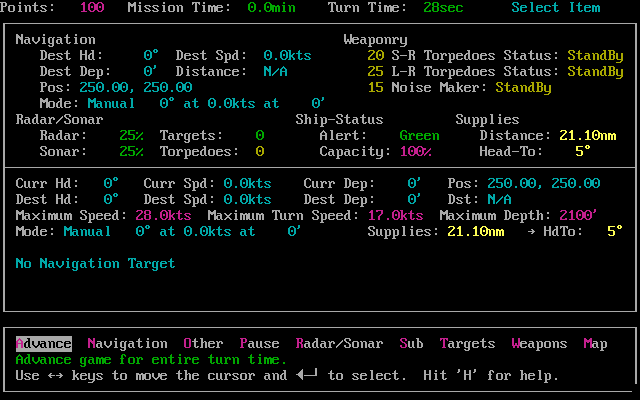 Points: 100 Mission Time: 0.0min Turn Time: 28sec Select Item
Navigation Weaponry
Dest Hd: 0° Dest Spd: 0.0kts 20 S-R Torpedoes Status: StandBy
Dest Dep: 0' Distance: N/A 25 L-R Torpedoes Status: StandBy
Pos: 250.00, 250.00 15 Noise Maker: StandBy
Mode: Manual 0° at 0.0kts at 0'
Radar/Sonar Ship-Status Supplies
Radar: 25% Targets: 0 Alert: Green Distance: 21.10nm
Sonar: 25% Torpedoes: 0 Capacity: 100% Head-To: 5°
Curr Hd: 0° Curr Spd: 0.0kts Curr Dep: 0' Pos: 250.00, 250.00
Dest Hd: 0° Dest Spd: 0.0kts Dest Dep: 0' Dst: N/A
Maximum Speed: 28.0kts Maximum Turn Speed: 17.0kts Maximum Depth: 2100'
Mode: Manual 0° at 0.0kts at 0' Supplies: 21.10nm → HdTo: 5°
No Navigation Target
Advance Navigation Other Pause Radar/Sonar Sub Targets Weapons Map
Advance game for entire turn time.
Use ↔ keys to move the cursor and ◄─┘ to select. Hit 'H' for help.